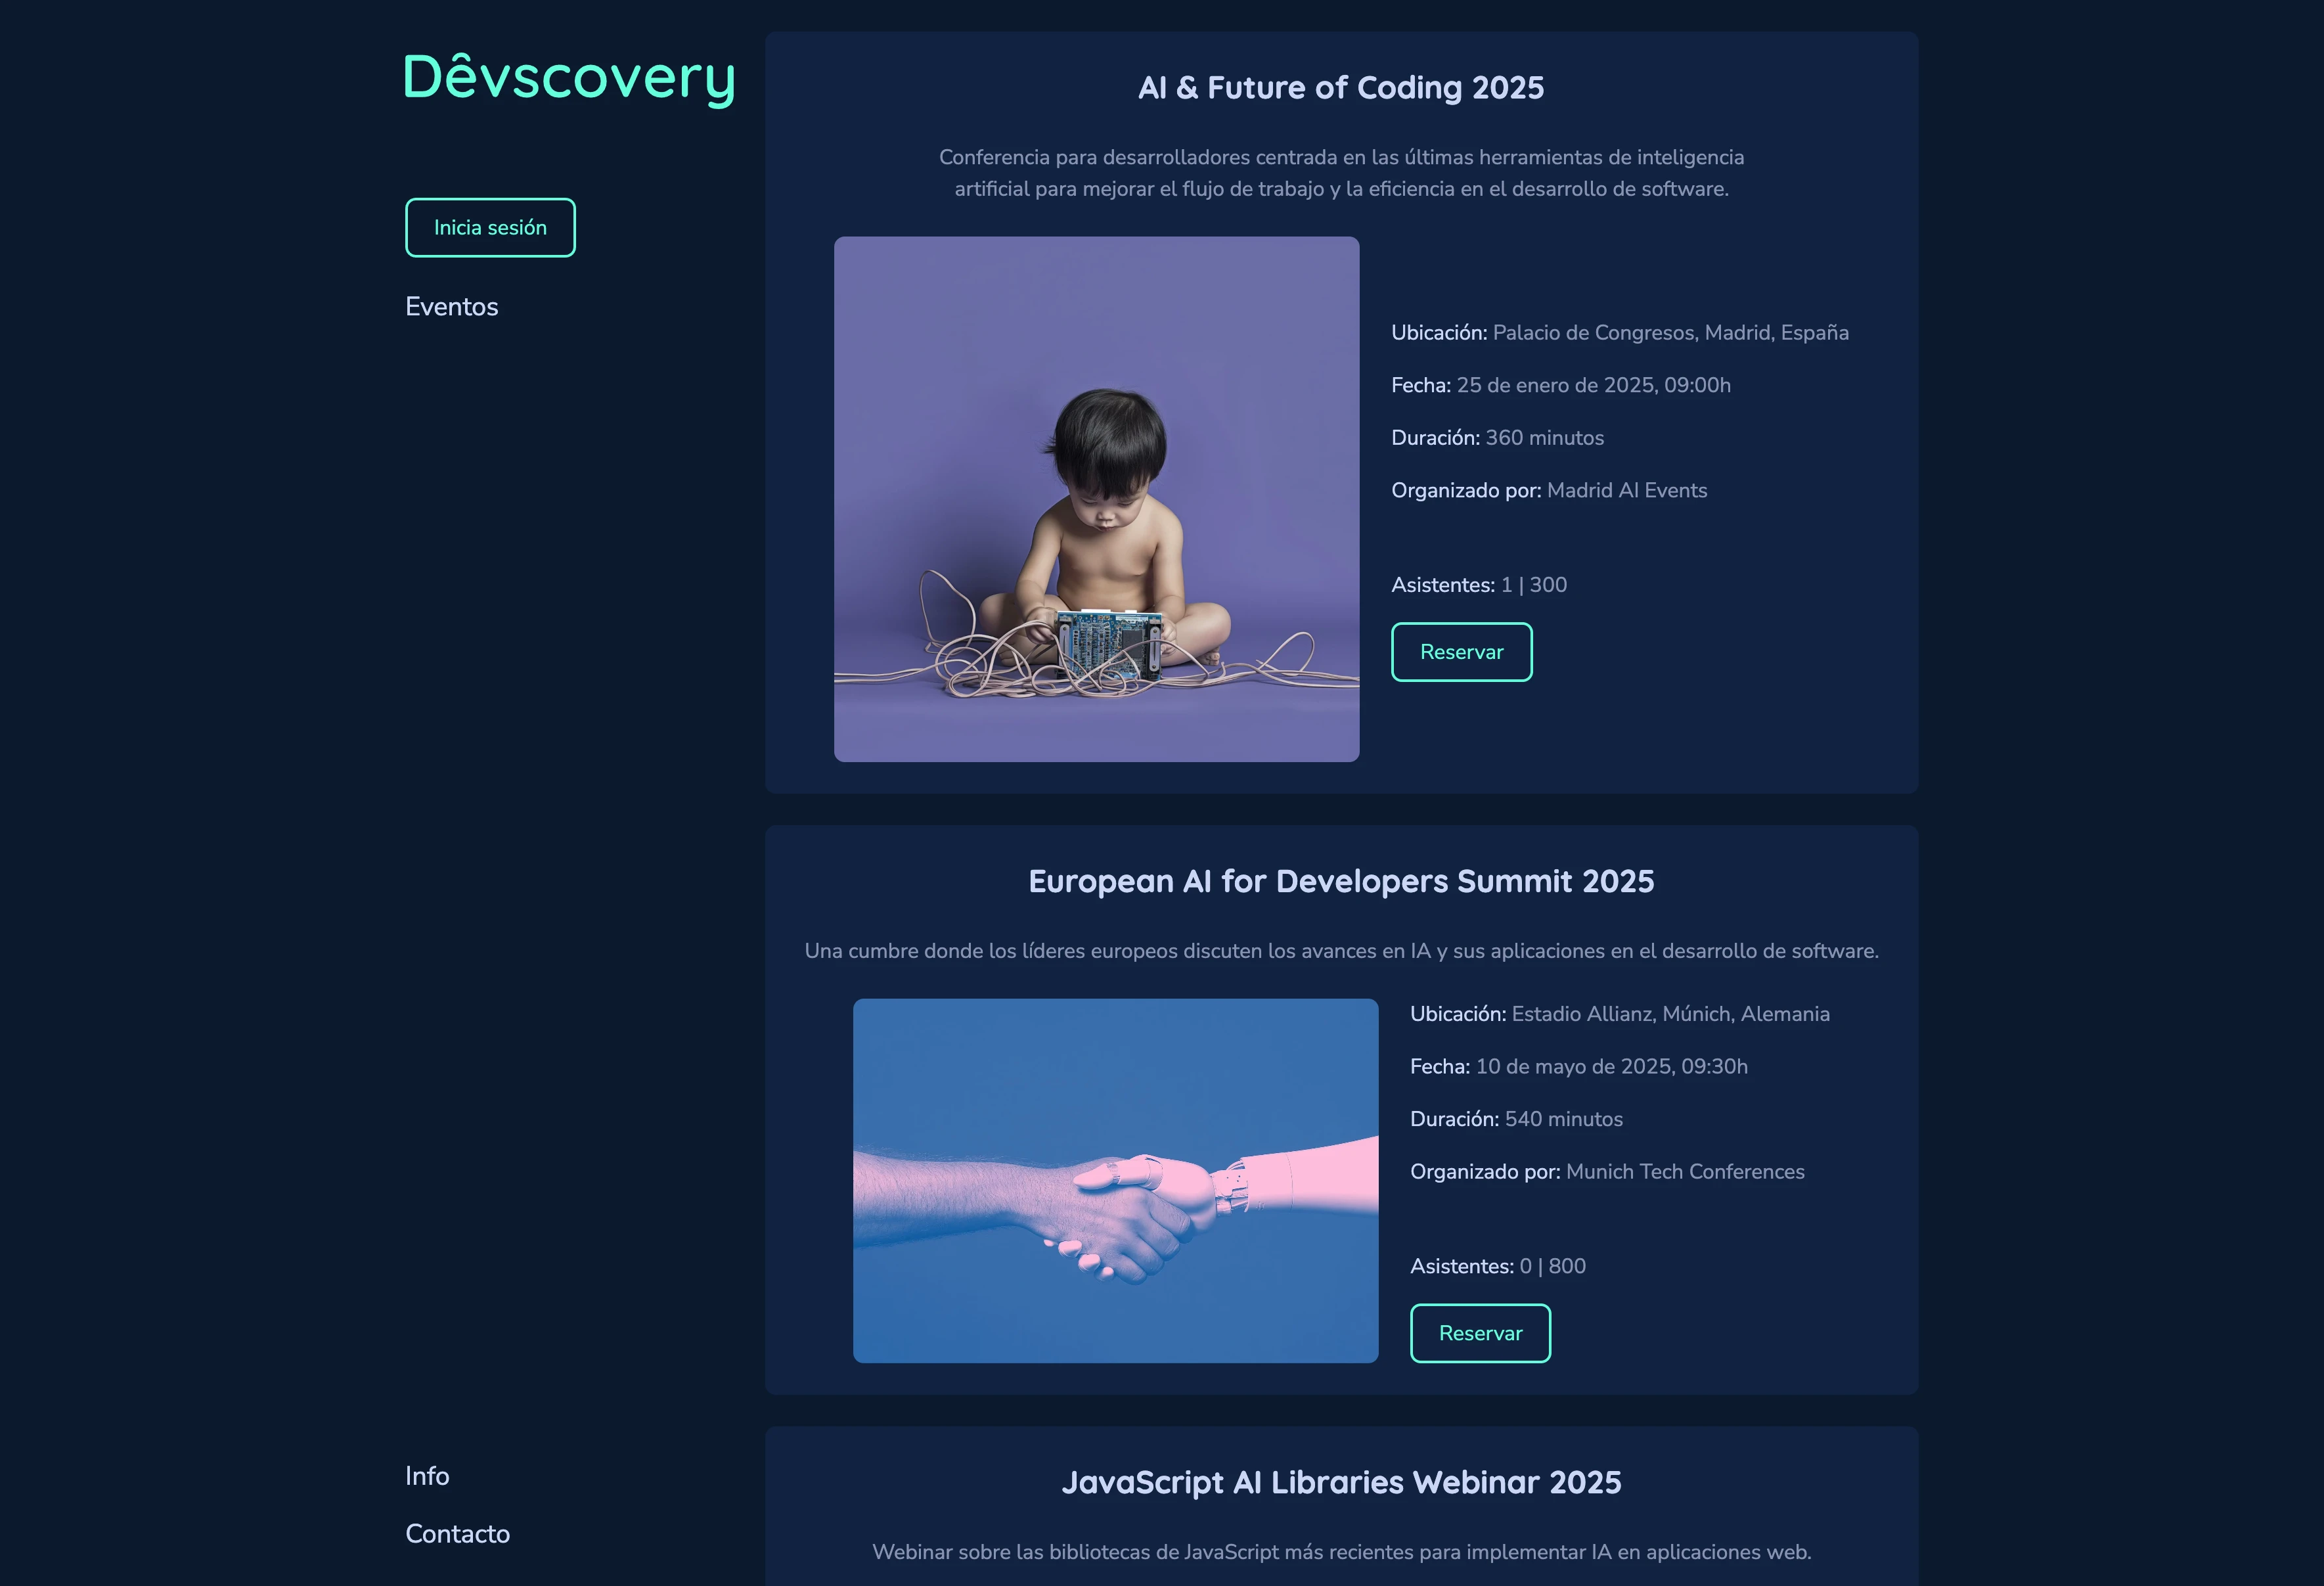 Dêvscovery
Inicia sesión
Eventos
Info
Contacto
AI & Future of Coding 2025
Conferencia para desarrolladores centrada en las últimas herramientas de inteligencia
artificial para mejorar el flujo de trabajo y la eficiencia en el desarrollo de software.
Ubicación: Palacio de Congresos, Madrid, España
Fecha: 25 de enero de 2025, 09:00h
Duración: 360 minutos
Organizado por: Madrid AI Events
Asistentes: 1 | 300
Reservar
European AI for Developers Summit 2025
Una cumbre donde los líderes europeos discuten los avances en IA y sus aplicaciones en el desarrollo de software.
Ubicación: Estadio Allianz, Múnich, Alemania
Fecha: 10 de mayo de 2025, 09:30h
Duración: 540 minutos
Organizado por: Munich Tech Conferences
Asistentes: 0 | 800
Reservar
JavaScript AI Libraries Webinar 2025
Webinar sobre las bibliotecas de JavaScript más recientes para implementar IA en aplicaciones web.